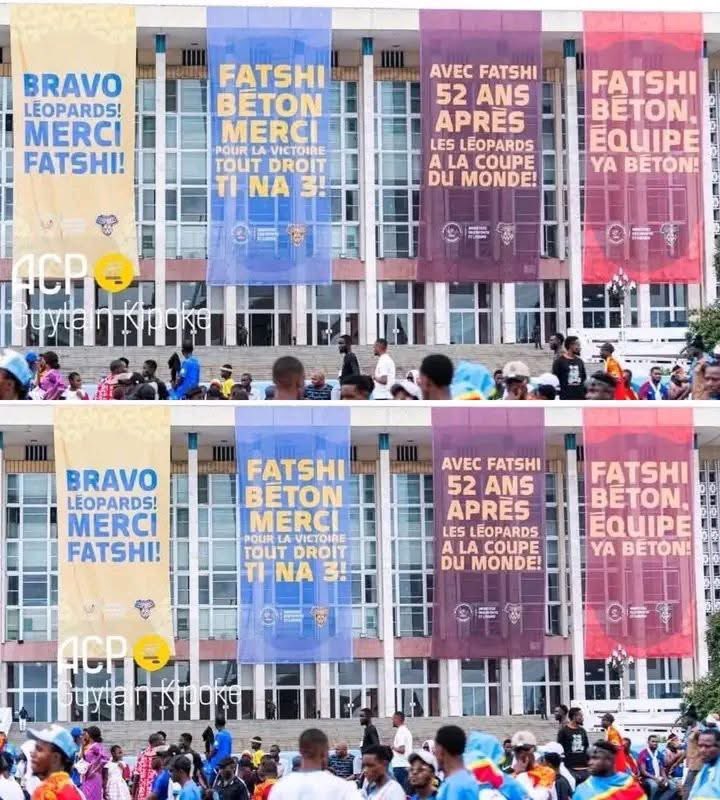 BRAVO
LÉOPARDS!
MERCI
FATSHI!
FATSHI
BÉTON
MERCI
POUR LA VICTOIRE
TOUT DROIT
TI NA 3!
AVEC FATSHI
52 ANS
APRÈS
LES LÉOPARDS
A LA COUPE
DU MONDE!
FATSHI
BÉTON,
ÉQUIPE
YA BÉTON!
ACP
Guylain Kipoke
BRAVO
LÉOPARDS!
MERCI
FATSHI!
FATSHI
BÉTON
MERCI
POUR LA VICTOIRE
TOUT DROIT
TI NA 3!
AVEC FATSHI
52 ANS
APRÈS
LES LÉOPARDS
A LA COUPE
DU MONDE!
FATSHI
BÉTON,
ÉQUIPE
YA BÉTON!
ACP
Guylain Kipoke